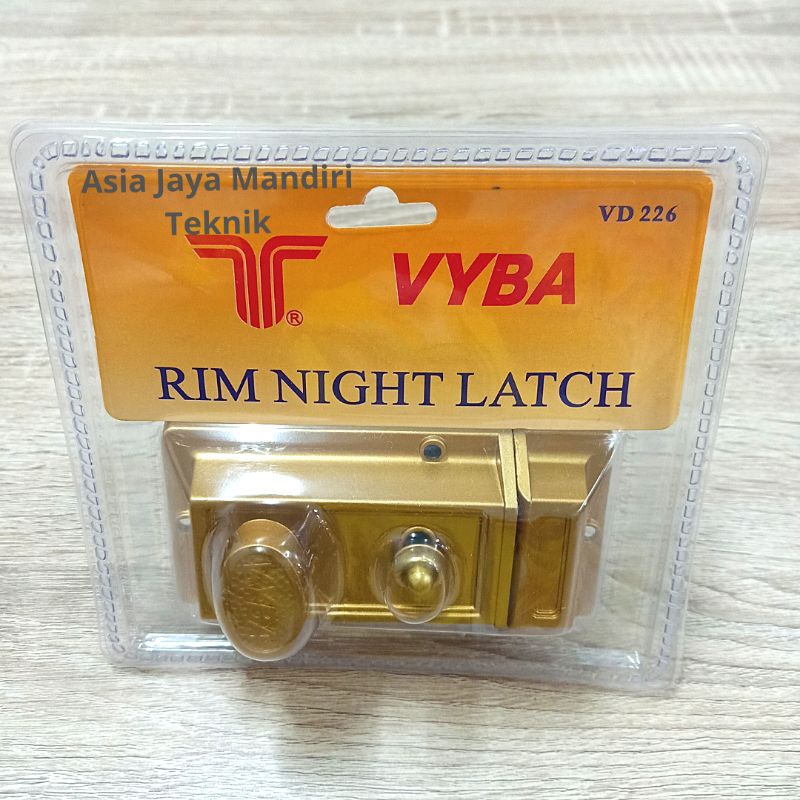 Asia Jaya Mandiri
Teknik
VD 226
®
VYBA
RIM NIGHT LATCH